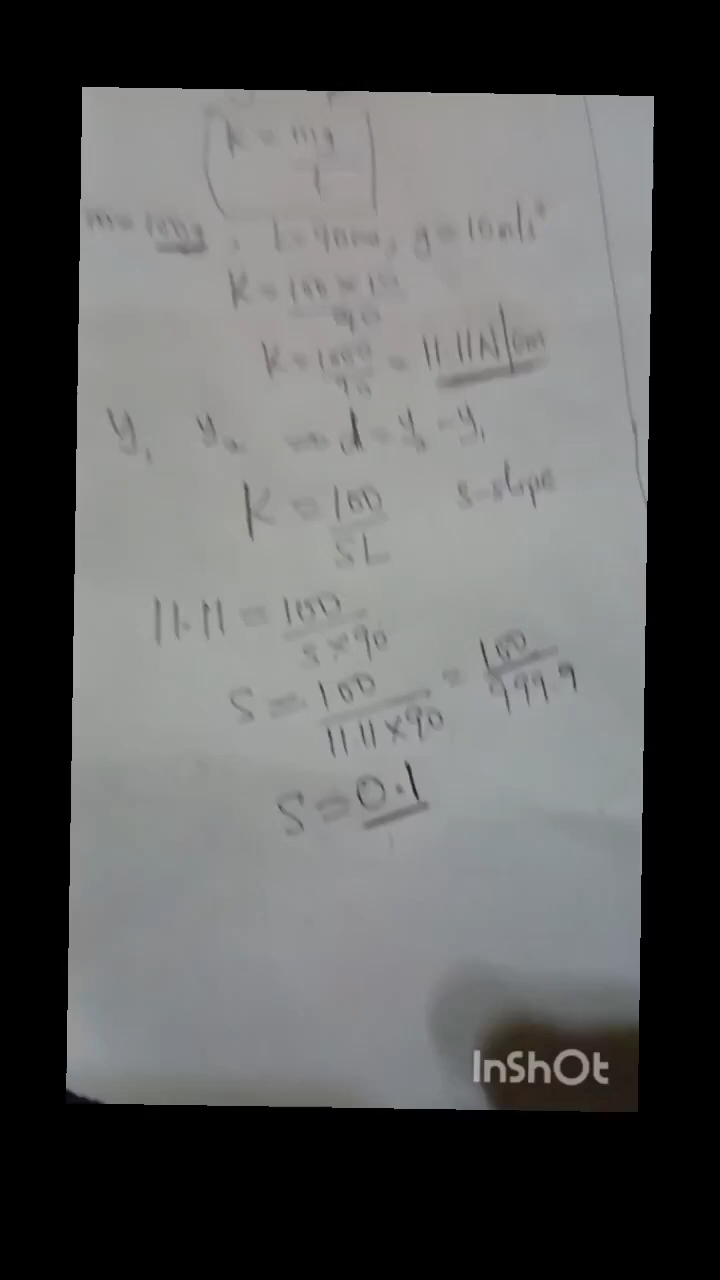 K = mg
l
m = 100g , L = 90cm, g = 10m/s²
K = 100 × 10
90
K = 1000 = 11.11N/cm
90
y₁ y₂ ⇒ d = y₂ - y₁
K = 100 s-slope
SL
11.11 = 100
s×90
S = 100 = 100
11.11×90 999.9
S = 0.1
InShOt